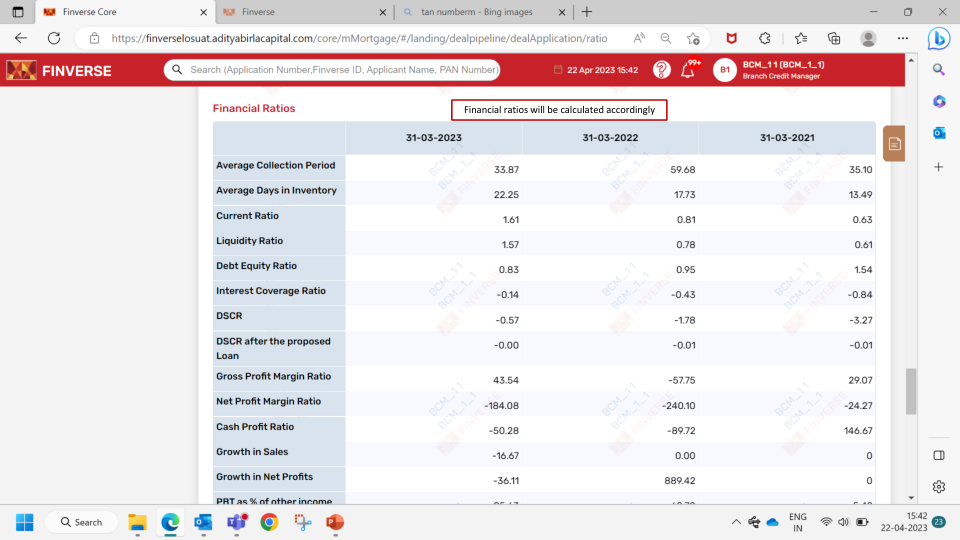 Finverse Core
Finverse
tan numberm - Bing images
https://finverselosuat.adityabirlacapital.com/core/mMortgage/#/landing/dealpipeline/dealApplication/ratio
FINVERSE
Search (Application Number,Finverse ID, Applicant Name, PAN Number)
22 Apr 2023 15:42
99+
B1
BCM_1 1 (BCM_1_1)
Branch Credit Manager
Financial Ratios
Financial ratios will be calculated accordingly
31-03-2023 31-03-2022 31-03-2021
Average Collection Period 33.87 59.68 35.10
Average Days in Inventory 22.25 17.73 13.49
Current Ratio 1.61 0.81 0.63
Liquidity Ratio 1.57 0.78 0.61
Debt Equity Ratio 0.83 0.95 1.54
Interest Coverage Ratio -0.14 -0.43 -0.84
DSCR -0.57 -1.78 -3.27
DSCR after the proposed
Loan -0.00 -0.01 -0.01
Gross Profit Margin Ratio 43.54 -57.75 29.07
Net Profit Margin Ratio -184.08 -240.10 -24.27
Cash Profit Ratio -50.28 -89.72 146.67
Growth in Sales -16.67 0.00 0
Growth in Net Profits -36.11 889.42 0
PBT as % of other income
BCM_11
BCM_1_1
FINVERSE
Search
ENG
IN
15:42
22-04-2023
23